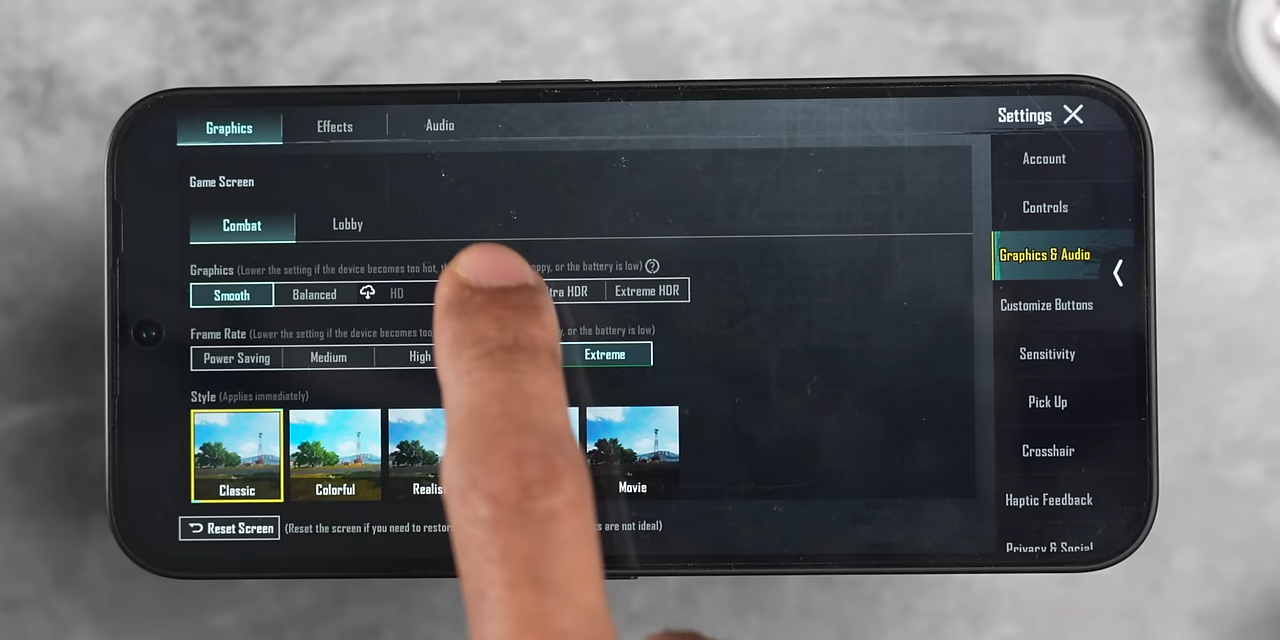 Graphics Effects Audio Settings
Account
Game Screen
Controls
Combat Lobby
Graphics & Audio
Graphics (Lower the setting if the device becomes too hot, or the battery is low)
Smooth Balanced HD HDR Extreme HDR
Customize Buttons
Frame Rate (Lower the setting if the device becomes too or the battery is low)
Power Saving Medium High Extreme
Sensitivity
Style (Applies immediately)
Pick Up
Crosshair
Classic Colorful Movie
Haptic Feedback
Reset Screen (Reset the screen if you need to are not ideal)
Privacy & Social